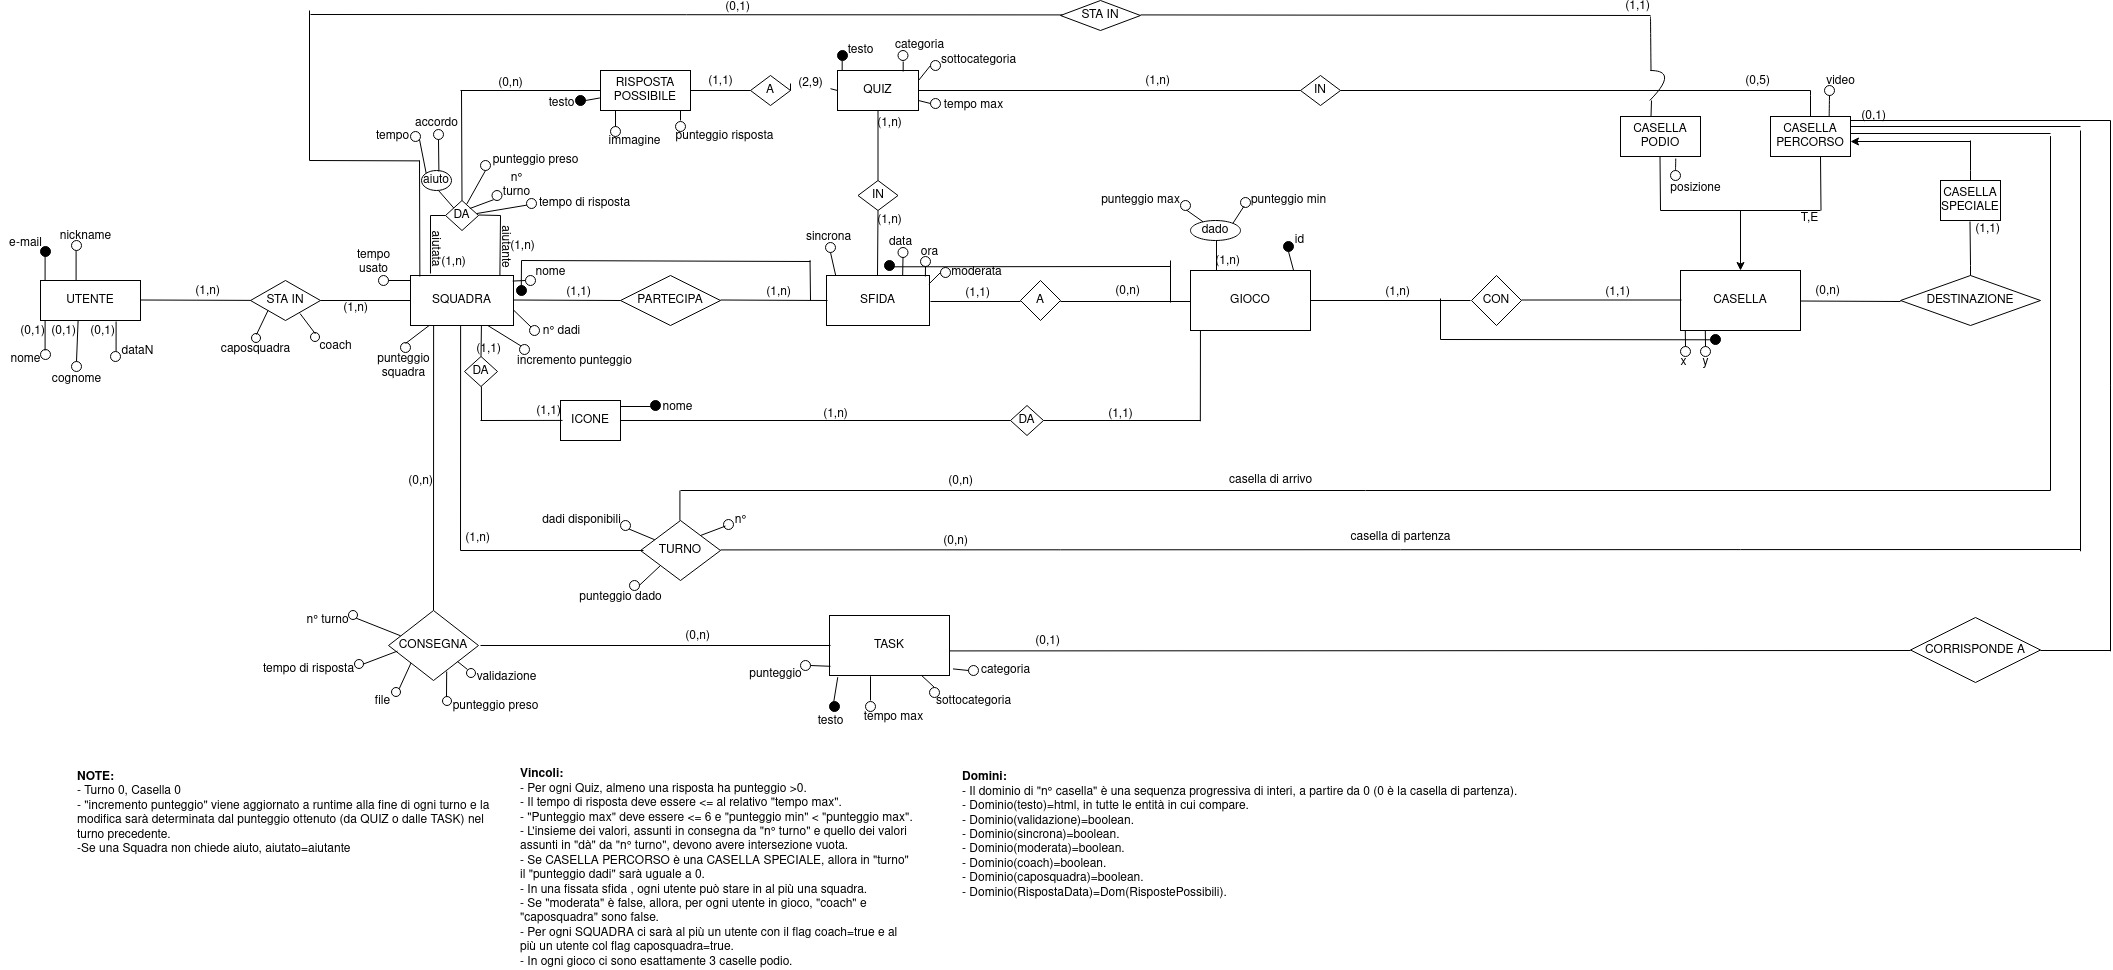 (0,1)
STA IN
(1,1)
testo
categoria
sottocategoria
(0,n)
RISPOSTA
POSSIBILE
(1,1)
A
(2,9)
QUIZ
(1,n)
IN
(0,5)
video
testo
tempo max
accordo
tempo
immagine
punteggio risposta
(1,n)
CASELLA
PODIO
CASELLA
PERCORSO
(0,1)
aiuto
punteggio preso
n°
turno
tempo di risposta
DA
IN
posizione
CASELLA
SPECIALE
punteggio max
punteggio min
dado
T,E
(1,1)
e-mail
nickname
aiutata
aiutante
(1,n)
(1,n)
sincrona
(1,n)
data
ora
id
tempo
usato
nome
moderata
(1,n)
UTENTE
(1,n)
STA IN
(1,n)
SQUADRA
(1,1)
PARTECIPA
(1,n)
SFIDA
(1,1)
A
(0,n)
GIOCO
(1,n)
CON
(1,1)
CASELLA
(0,n)
DESTINAZIONE
(0,1)
(0,1)
(0,1)
nome
cognome
dataN
caposquadra
coach
n° dadi
punteggio
squadra
(1,1)
incremento punteggio
x
y
DA
(1,1)
ICONE
nome
(1,n)
DA
(1,1)
(0,n)
(0,n)
casella di arrivo
dadi disponibili
n°
(1,n)
TURNO
(0,n)
casella di partenza
punteggio dado
n° turno
CONSEGNA
(0,n)
TASK
(0,1)
CORRISPONDE A
tempo di risposta
file
validazione
punteggio preso
punteggio
categoria
sottocategoria
testo
tempo max
NOTE:
- Turno 0, Casella 0
- "incremento punteggio" viene aggiornato a runtime alla fine di ogni turno e la
modifica sarà determinata dal punteggio ottenuto (da QUIZ o dalle TASK) nel
turno precedente.
-Se una Squadra non chiede aiuto, aiutato=aiutante
Vincoli:
- Per ogni Quiz, almeno una risposta ha punteggio >0.
- Il tempo di risposta deve essere <= al relativo "tempo max".
- "Punteggio max" deve essere <= 6 e "punteggio min" < "punteggio max".
- L'insieme dei valori, assunti in consegna da "n° turno" e quello dei valori
assunti in "dà" da "n° turno", devono avere intersezione vuota.
- Se CASELLA PERCORSO è una CASELLA SPECIALE, allora in "turno"
il "punteggio dadi" sarà uguale a 0.
- In una fissata sfida , ogni utente può stare in al più una squadra.
- Se "moderata" è false, allora, per ogni utente in gioco, "coach" e
"caposquadra" sono false.
- Per ogni SQUADRA ci sarà al più un utente con il flag coach=true e al
più un utente col flag caposquadra=true.
- In ogni gioco ci sono esattamente 3 caselle podio.
Domini:
- Il dominio di "n° casella" è una sequenza progressiva di interi, a partire da 0 (0 è la casella di partenza).
- Dominio(testo)=html, in tutte le entità in cui compare.
- Dominio(validazione)=boolean.
- Dominio(sincrona)=boolean.
- Dominio(moderata)=boolean.
- Dominio(coach)=boolean.
- Dominio(caposquadra)=boolean.
- Dominio(RispostaData)=Dom(RispostePossibili).